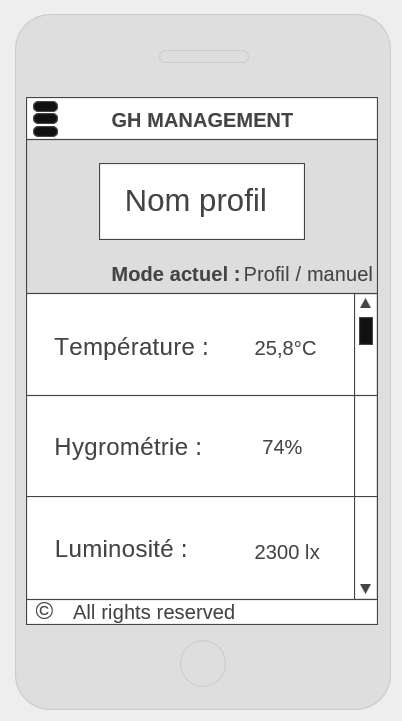 GH MANAGEMENT
Nom profil
Mode actuel : Profil / manuel
Température : 25,8°C
Hygrométrie : 74%
Luminosité : 2300 lx
© All rights reserved